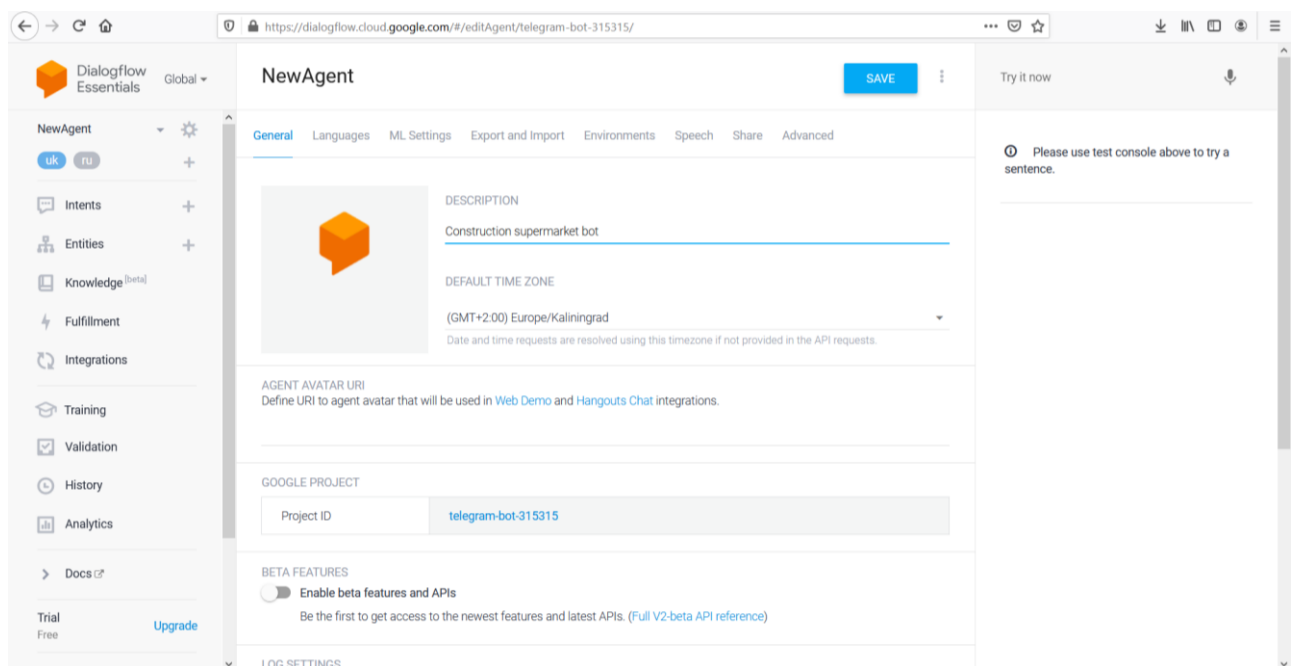 https://dialogflow.cloud.google.com/#/editAgent/telegram-bot-315315/
Dialogflow
Essentials
Global
NewAgent
uk
ru
Intents
Entities
Knowledge [beta]
Fulfillment
Integrations
Training
Validation
History
Analytics
Docs
Trial
Free
Upgrade
NewAgent
SAVE
General Languages ML Settings Export and Import Environments Speech Share Advanced
DESCRIPTION
Construction supermarket bot
DEFAULT TIME ZONE
(GMT+2:00) Europe/Kaliningrad
Date and time requests are resolved using this timezone if not provided in the API requests.
AGENT AVATAR URI
Define URI to agent avatar that will be used in Web Demo and Hangouts Chat integrations.
GOOGLE PROJECT
Project ID telegram-bot-315315
BETA FEATURES
Enable beta features and APIs
Be the first to get access to the newest features and latest APIs. (Full V2-beta API reference)
LOG SETTINGS
Try it now
Please use test console above to try a
sentence.